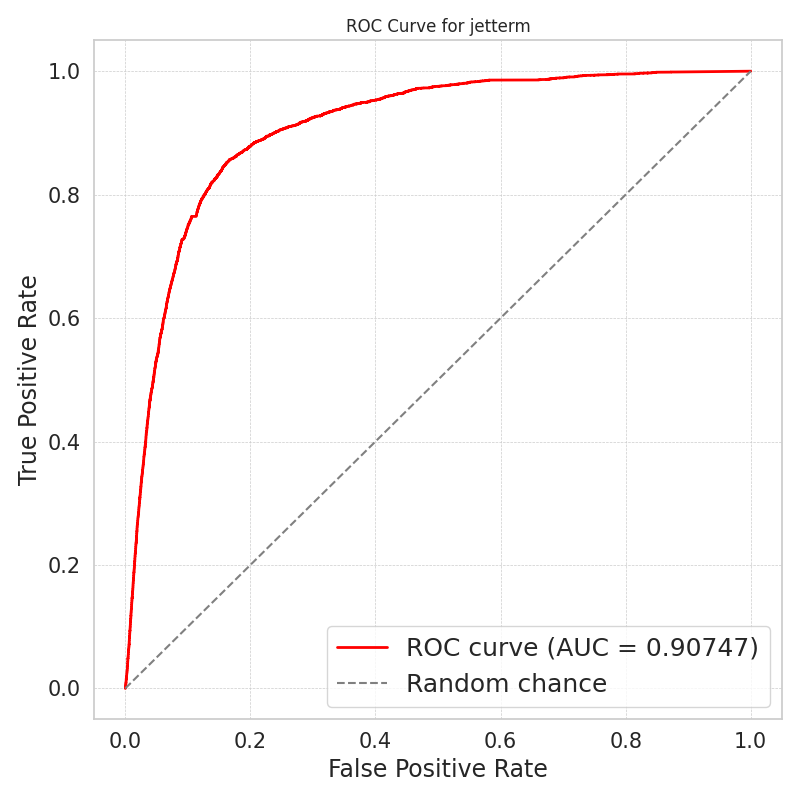 ROC Curve for jetterm
True Positive Rate
1.0
0.8
0.6
0.4
0.2
0.0
ROC curve (AUC = 0.90747)
Random chance
0.0 0.2 0.4 0.6 0.8 1.0
False Positive Rate